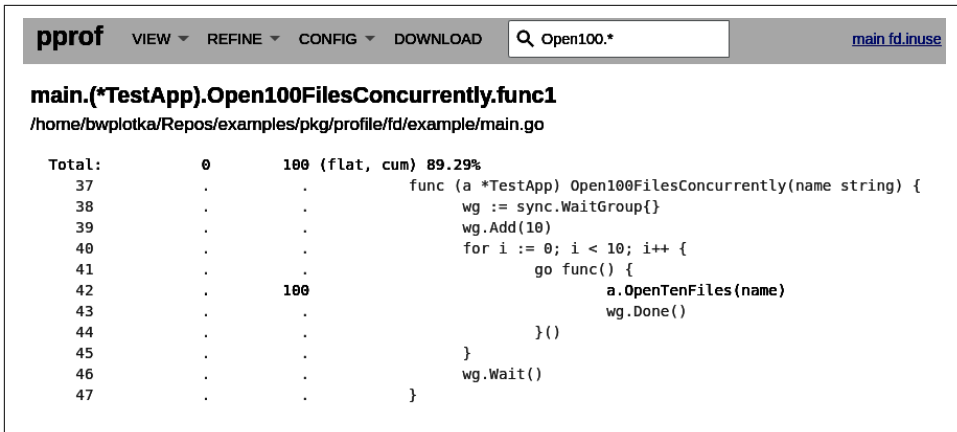 pprof VIEW REFINE CONFIG DOWNLOAD Open100.* main fd.inuse
main.(*TestApp).Open100FilesConcurrently.func1
/home/bwplotka/Repos/examples/pkg/profile/fd/example/main.go
Total: 0 100 (flat, cum) 89.29%
37 . . func (a *TestApp) Open100FilesConcurrently(name string) {
38 . . wg := sync.WaitGroup{}
39 . . wg.Add(10)
40 . . for i := 0; i < 10; i++ {
41 . . go func() {
42 . 100 a.OpenTenFiles(name)
43 . . wg.Done()
44 . . }()
45 . . }
46 . . wg.Wait()
47 . . }